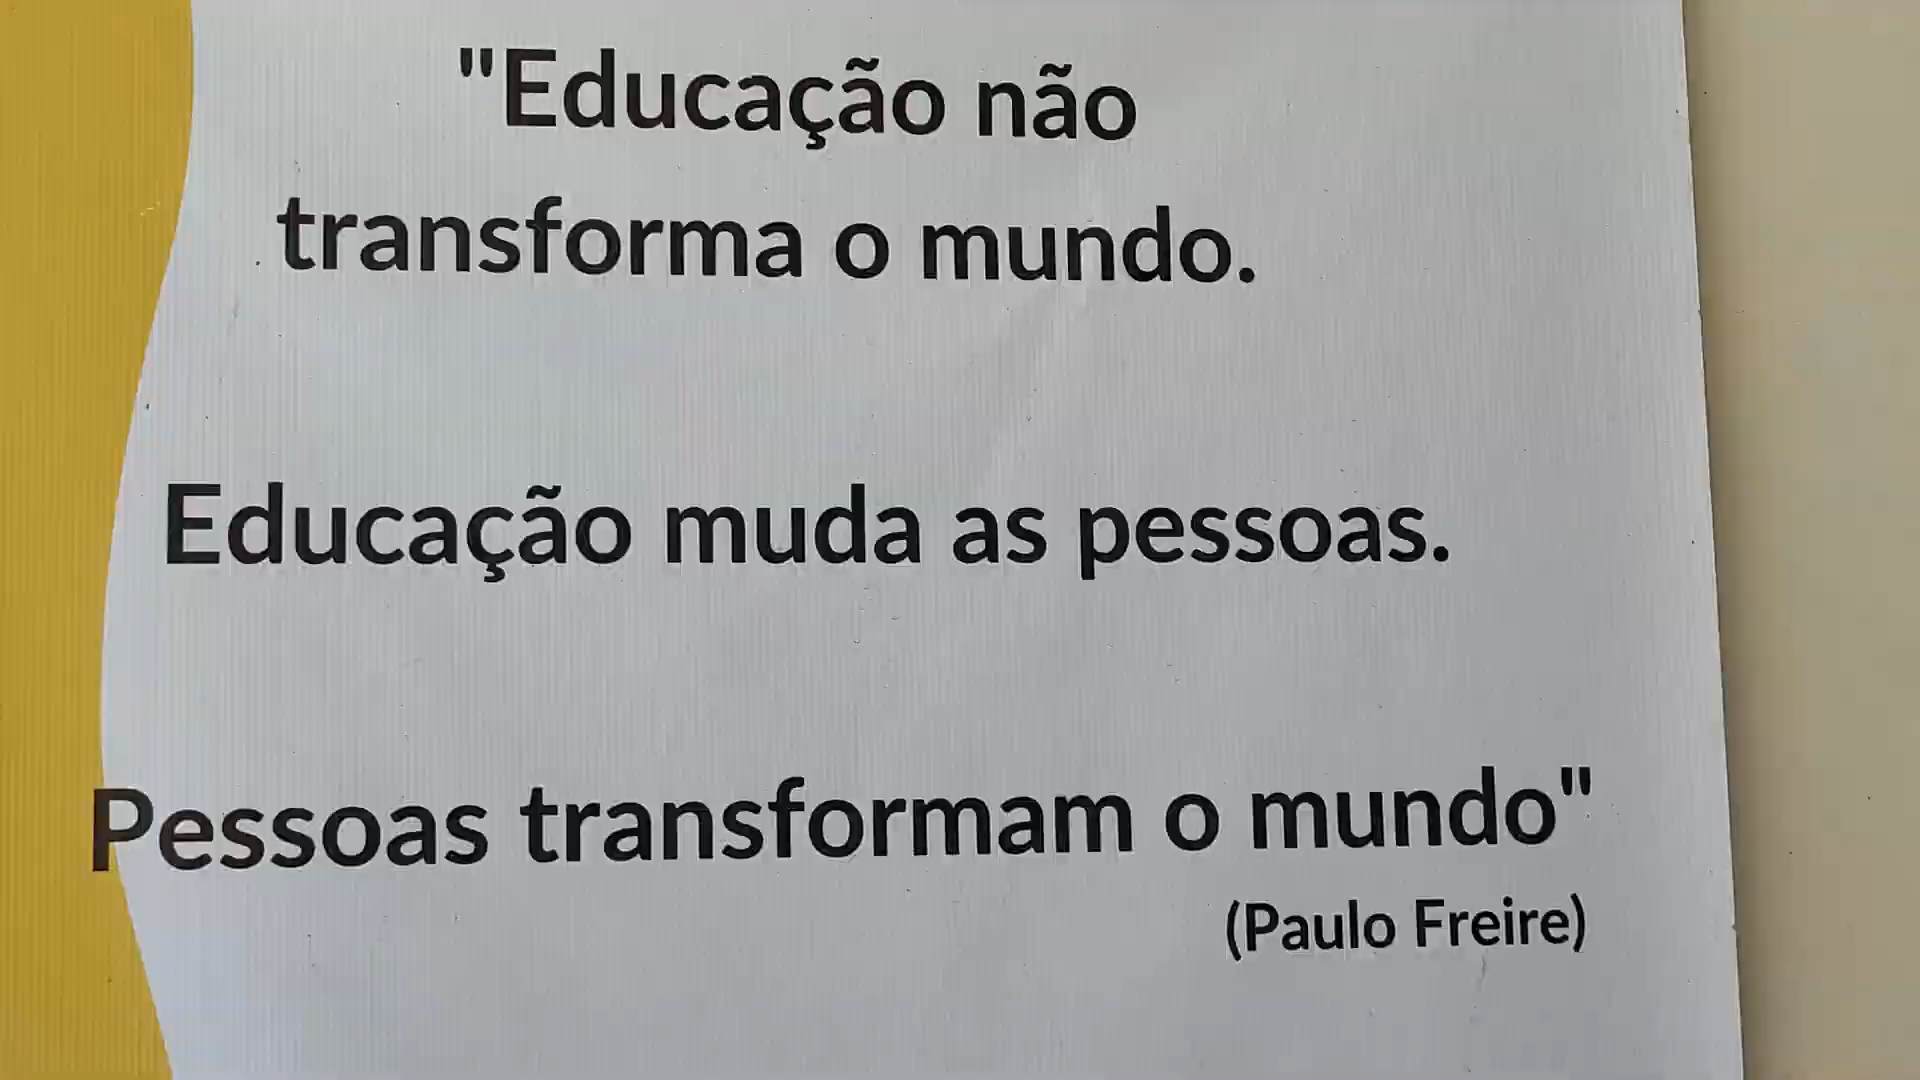 "Educação não
transforma o mundo.
Educação muda as pessoas.
Pessoas transformam o mundo"
(Paulo Freire)